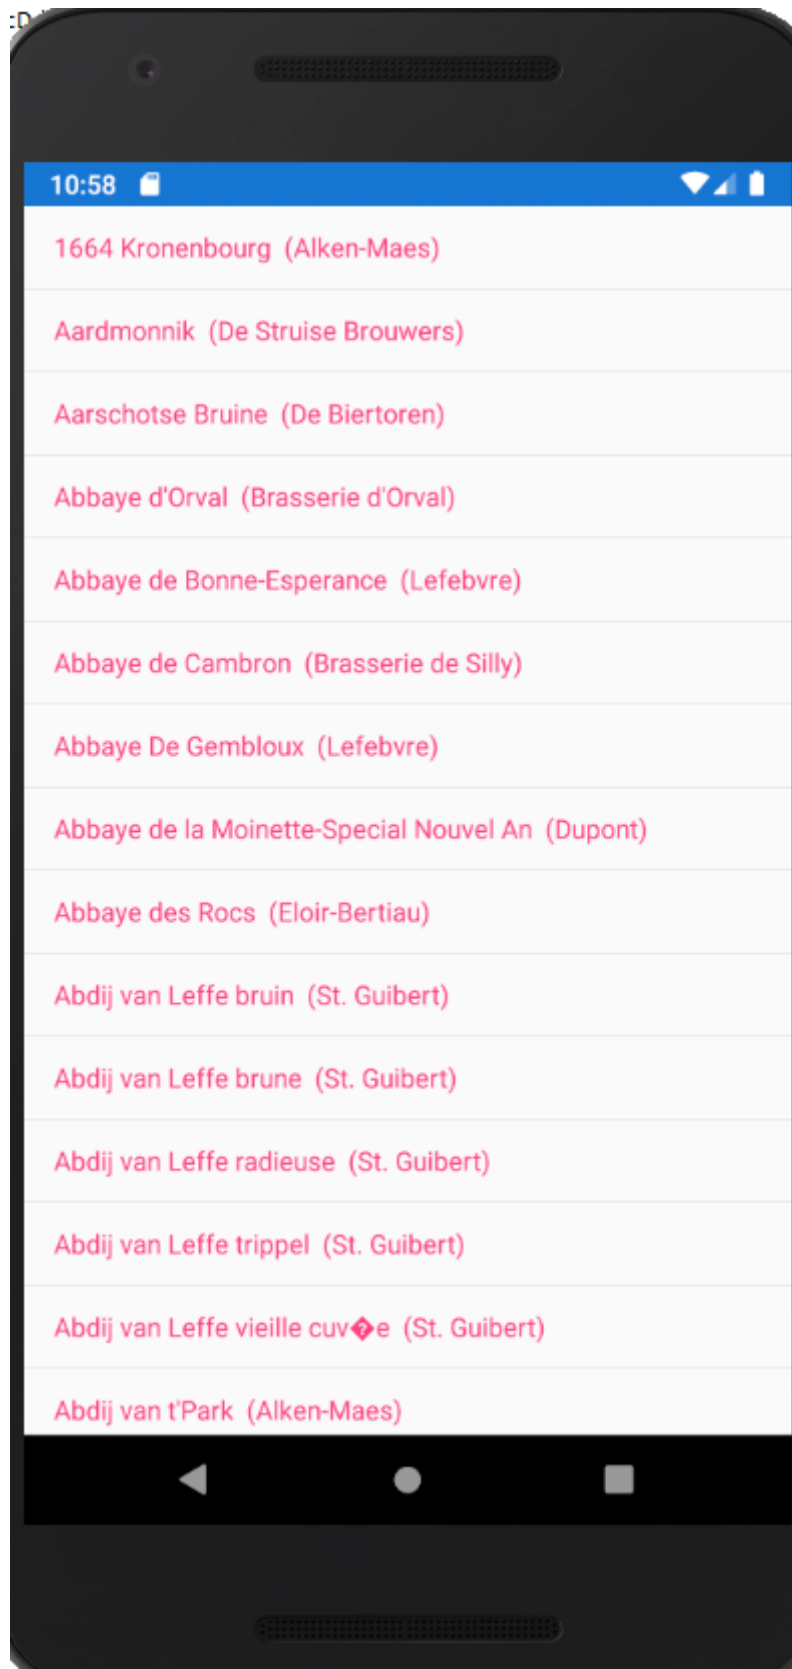 10:58
1664 Kronenbourg (Alken-Maes)
Aardmonnik (De Struise Brouwers)
Aarschotse Bruine (De Biertoren)
Abbaye d'Orval (Brasserie d'Orval)
Abbaye de Bonne-Esperance (Lefebvre)
Abbaye de Cambron (Brasserie de Silly)
Abbaye De Gembloux (Lefebvre)
Abbaye de la Moinette-Special Nouvel An (Dupont)
Abbaye des Rocs (Eloir-Bertiau)
Abdij van Leffe bruin (St. Guibert)
Abdij van Leffe brune (St. Guibert)
Abdij van Leffe radieuse (St. Guibert)
Abdij van Leffe trippel (St. Guibert)
Abdij van Leffe vieille cuv�e (St. Guibert)
Abdij van t'Park (Alken-Maes)